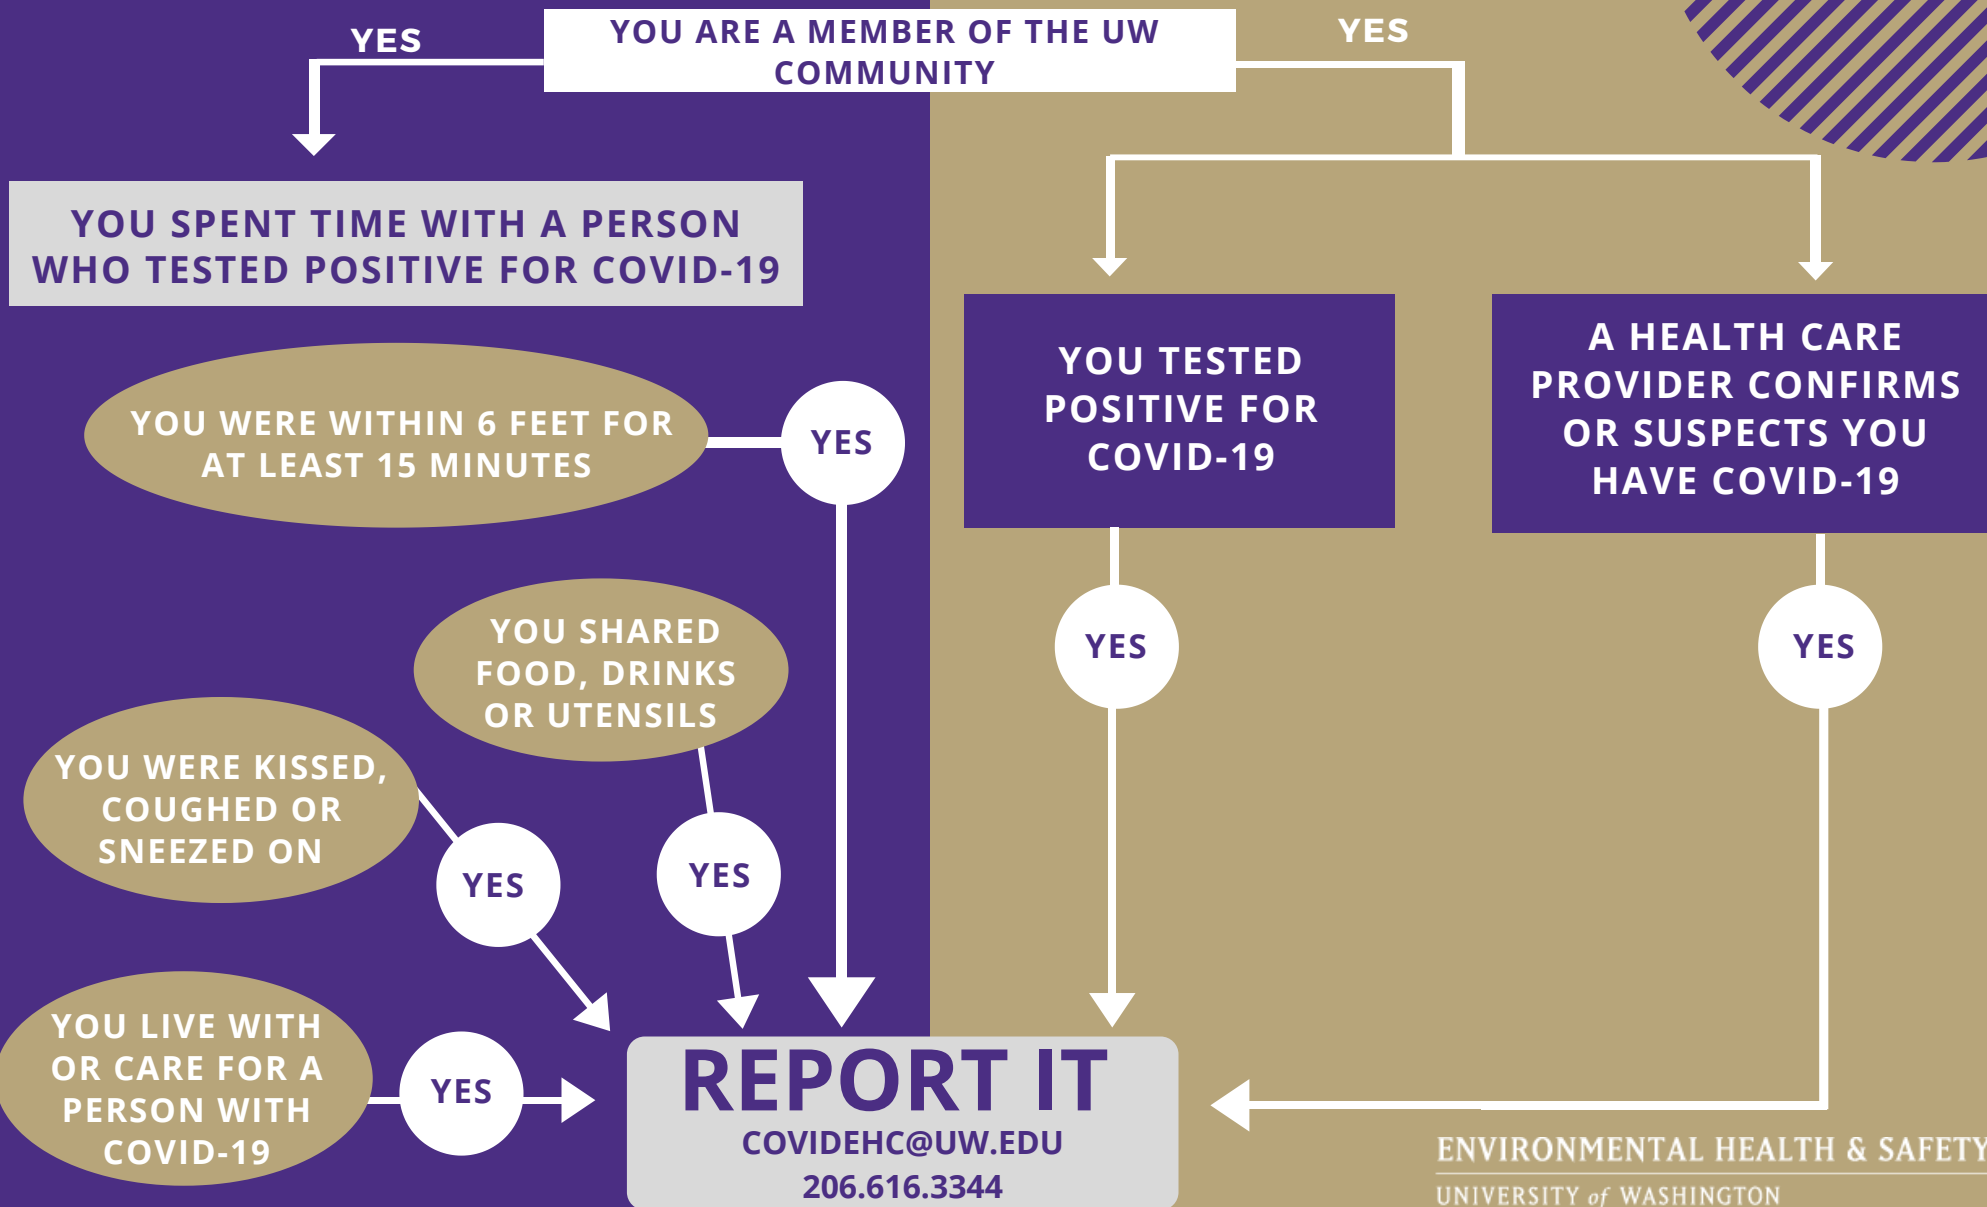 YES
YOU ARE A MEMBER OF THE UW
COMMUNITY
YES
YOU SPENT TIME WITH A PERSON
WHO TESTED POSITIVE FOR COVID-19
YOU WERE WITHIN 6 FEET FOR
AT LEAST 15 MINUTES
YES
YOU SHARED
FOOD, DRINKS
OR UTENSILS
YES
YOU WERE KISSED,
COUGHED OR
SNEEZED ON
YES
YOU LIVE WITH
OR CARE FOR A
PERSON WITH
COVID-19
YES
YOU TESTED
POSITIVE FOR
COVID-19
YES
A HEALTH CARE
PROVIDER CONFIRMS
OR SUSPECTS YOU
HAVE COVID-19
YES
REPORT IT
COVIDEHC@UW.EDU
206.616.3344
ENVIRONMENTAL HEALTH & SAFETY
UNIVERSITY of WASHINGTON